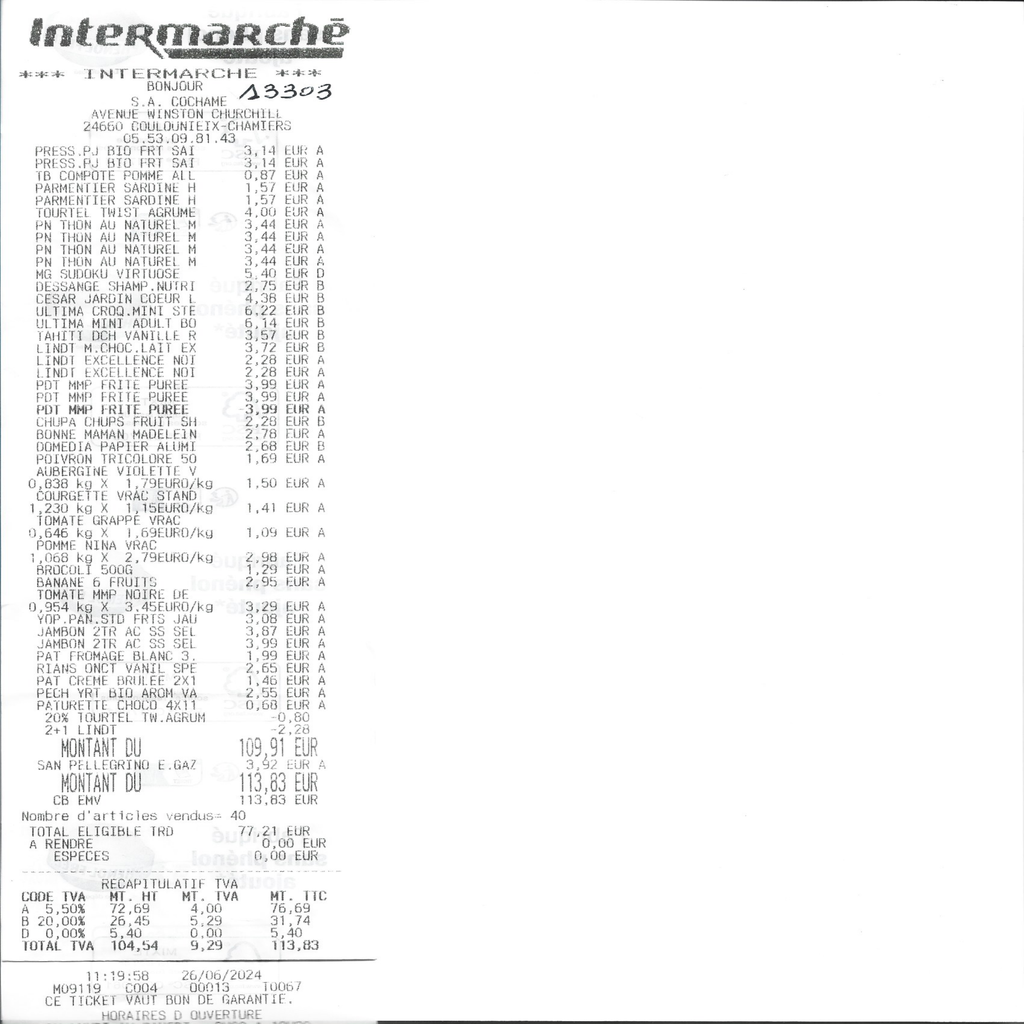 Intermarché
*** INTERMARCHE ***
BONJOUR
13303
S.A. COCHAME
AVENUE WINSTON CHURCHILL
24660 COULOUNIEIX-CHAMIERS
05.53.09.81.43
PRESS.PJ BIO FRT SAI 3,14 EUR A
PRESS.PJ BIO FRT SAI 3,14 EUR A
TB COMPOTE POMME ALL 0,87 EUR A
PARMENTIER SARDINE H 1,57 EUR A
PARMENTIER SARDINE H 1,57 EUR A
TOURTEL TWIST AGRUME 4,00 EUR A
PN THON AU NATUREL M 3,44 EUR A
PN THON AU NATUREL M 3,44 EUR A
PN THON AU NATUREL M 3,44 EUR A
PN THON AU NATUREL M 3,44 EUR A
MG SUDOKU VIRTUOSE 5,40 EUR D
DESSANGE SHAMP.NUTRI 2,75 EUR B
CESAR JARDIN COEUR L 4,38 EUR B
ULTIMA CROQ.MINI STE 6,22 EUR B
ULTIMA MINI ADULT BO 6,14 EUR B
TAHITI DCH VANILLE R 3,57 EUR B
LINDT M.CHOC.LAIT EX 3,72 EUR B
LINDT EXCELLENCE NOI 2,28 EUR A
LINDT EXCELLENCE NOI 2,28 EUR A
PDT MMP FRITE PUREE 3,99 EUR A
PDT MMP FRITE PUREE 3,99 EUR A
PDT MMP FRITE PUREE -3,99 EUR A
CHUPA CHUPS FRUIT SH 2,28 EUR B
BONNE MAMAN MADELEIN 2,78 EUR A
DOMEDIA PAPIER ALUMI 2,68 EUR B
POIVRON TRICOLORE 50 1,69 EUR A
AUBERGINE VIOLETTE V
0,838 kg X 1,79EURO/kg 1,50 EUR A
COURGETTE VRAC STAND
1,230 kg X 1,15EURO/kg 1,41 EUR A
TOMATE GRAPPE VRAC
0,646 kg X 1,69EURO/kg 1,09 EUR A
POMME NINA VRAC
1,068 kg X 2,79EURO/kg 2,98 EUR A
BROCOLI 500G 1,29 EUR A
BANANE 6 FRUITS 2,95 EUR A
TOMATE MMP NOIRE DE
0,954 kg X 3.45EURO/kg 3,29 EUR A
YOP.PAN.STD FRTS JAU 3,08 EUR A
JAMBON 2TR AC SS SEL 3,87 EUR A
JAMBON 2TR AC SS SEL 3,99 EUR A
PAT FROMAGE BLANC 3. 1,99 EUR A
RIANS ONCT VANIL SPE 2,65 EUR A
PAT CREME BRULEE 2X1 1,46 EUR A
PECH YRT BIO AROM VA 2,55 EUR A
PATURETTE CHOCO 4X11 0,68 EUR A
20% TOURTEL TW.AGRUM -0,80
2+1 LINDT -2,28
MONTANT DU 109,91 EUR
SAN PELLEGRINO E.GAZ 3,92 EUR A
MONTANT DU 113,83 EUR
CB EMV 113,83 EUR
Nombre d'articles vendus= 40
TOTAL ELIGIBLE TRD 77,21 EUR
A RENDRE 0,00 EUR
ESPECES 0,00 EUR
RECAPITULATIF TVA
CODE TVA MT. HT MT. TVA MT. TTC
A 5,50% 72,69 4,00 76,69
B 20,00% 26,45 5,29 31,74
D 0,00% 5,40 0,00 5,40
TOTAL TVA 104,54 9,29 113,83
11:19:58 26/06/2024
M09119 C004 00013 T0067
CE TICKET VAUT BON DE GARANTIE.
HORAIRES D OUVERTURE